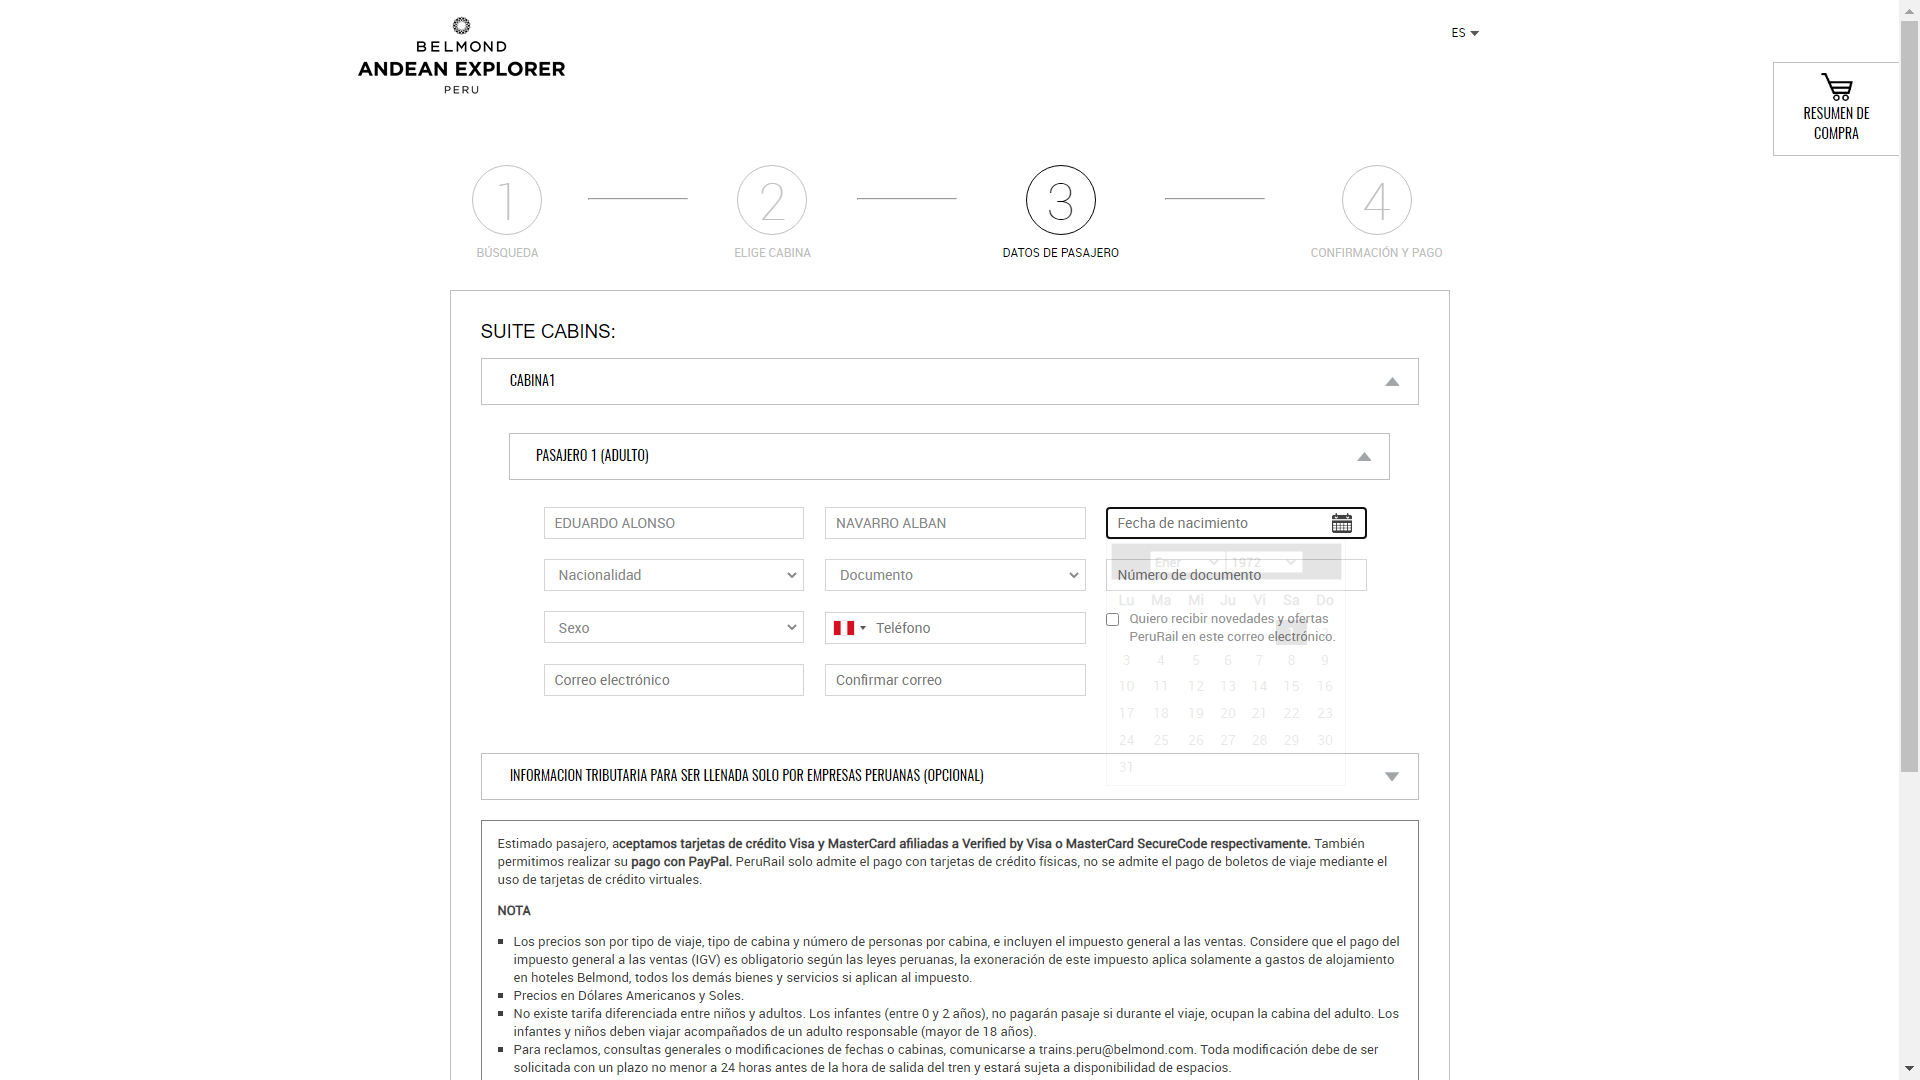 BELMOND
ANDEAN EXPLORER
PERU
ES
RESUMEN DE
COMPRA
1
2
3
4
BÚSQUEDA
ELIGE CABINA
DATOS DE PASAJERO
CONFIRMACIÓN Y PAGO
SUITE CABINS:
CABINA1
PASAJERO 1 (ADULTO)
EDUARDO ALONSO
NAVARRO ALBAN
Fecha de nacimiento
Nacionalidad
Documento
Número de documento
Ener
1972
Lu Ma Mi Ju Vi Sa Do
Sexo
Teléfono
Quiero recibir novedades y ofertas
PeruRail en este correo electrónico.
3 4 5 6 7 8 9
Correo electrónico
Confirmar correo
10 11 12 13 14 15 16
17 18 19 20 21 22 23
24 25 26 27 28 29 30
31
INFORMACION TRIBUTARIA PARA SER LLENADA SOLO POR EMPRESAS PERUANAS (OPCIONAL)
Estimado pasajero, aceptamos tarjetas de crédito Visa y MasterCard afiliadas a Verified by Visa o MasterCard SecureCode respectivamente. También
permitimos realizar su pago con PayPal. PeruRail solo admite el pago con tarjetas de crédito físicas, no se admite el pago de boletos de viaje mediante el
uso de tarjetas de crédito virtuales.
NOTA
Los precios son por tipo de viaje, tipo de cabina y número de personas por cabina, e incluyen el impuesto general a las ventas. Considere que el pago del
impuesto general a las ventas (IGV) es obligatorio según las leyes peruanas, la exoneración de este impuesto aplica solamente a gastos de alojamiento
en hoteles Belmond, todos los demás bienes y servicios si aplican al impuesto.
Precios en Dólares Americanos y Soles.
No existe tarifa diferenciada entre niños y adultos. Los infantes (entre 0 y 2 años), no pagarán pasaje si durante el viaje, ocupan la cabina del adulto. Los
infantes y niños deben viajar acompañados de un adulto responsable (mayor de 18 años).
Para reclamos, consultas generales o modificaciones de fechas o cabinas, comunicarse a trains.peru@belmond.com. Toda modificación debe de ser
solicitada con un plazo no menor a 24 horas antes de la hora de salida del tren y estará sujeta a disponibilidad de espacios.